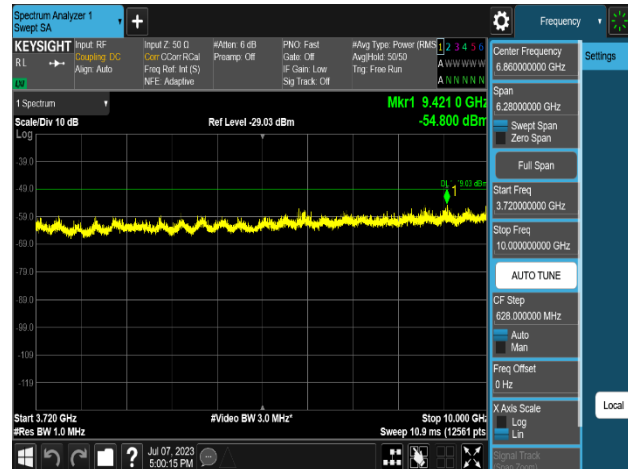 Spectrum Analyzer 1
Swept SA
Frequency
KEYSIGHT
RL
LW
Input: RF
Coupling: DC
Align: Auto
Input Z: 50 Ω
Corr CCorr RCal
Freq Ref: Int (S)
NFE: Adaptive
#Atten: 6 dB
Preamp: Off
PNO: Fast
Gate: Off
IF Gain: Low
Sig Track: Off
#Avg Type: Power (RMS
Avg|Hold: 50/50
Trig: Free Run
1 2 3 4 5 6
A W W W W W
A N N N N N
Center Frequency
6.860000000 GHz
Settings
1 Spectrum
Mkr1 9.421 0 GHz
-54.800 dBm
Scale/Div 10 dB
Ref Level -29.03 dBm
Log
-39.0
-49.0
-59.0
-69.0
-79.0
-89.0
-99.0
-109
-119
1
Span
6.28000000 GHz
Swept Span
Zero Span
Full Span
Start Freq
3.720000000 GHz
Stop Freq
10.000000000 GHz
AUTO TUNE
CF Step
628.000000 MHz
Auto
Man
Freq Offset
0 Hz
X Axis Scale
Log
Lin
Local
Signal Track
(Span Zoom)
Start 3.720 GHz
#Video BW 3.0 MHz*
Stop 10.000 GHz
#Res BW 1.0 MHz
Sweep 10.9 ms (12561 pts)
?
Jul 07, 2023
5:00:15 PM